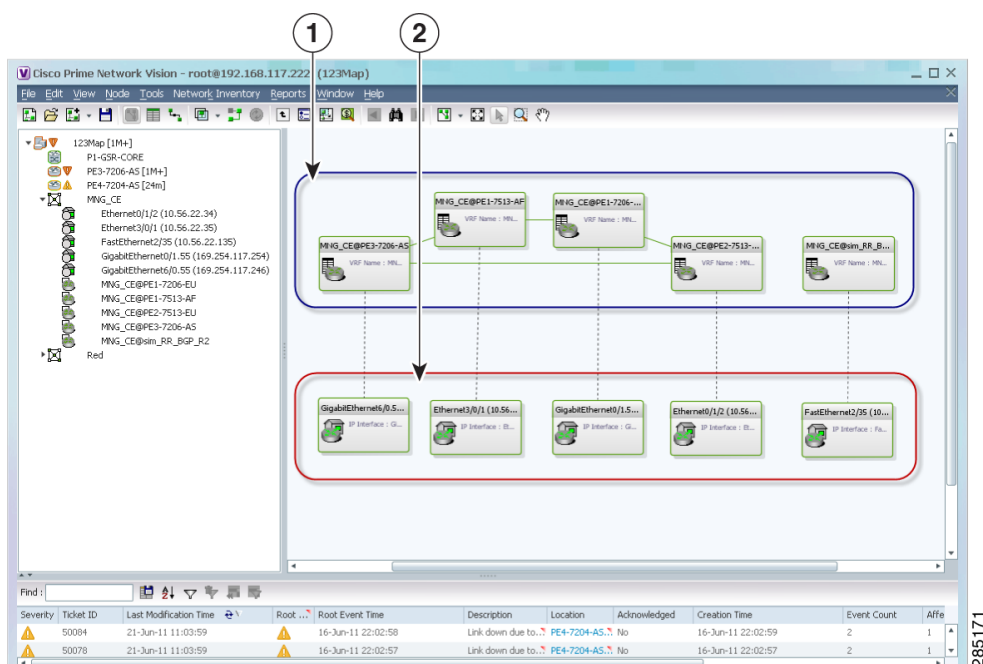 1 2
Cisco Prime Network Vision - root@192.168.117.222 (123Map)
File Edit View Node Tools Network Inventory Reports Window Help
123Map [1M+]
P1-GSR-CORE
PE3-7206-AS [1M+]
PE4-7204-AS [24m]
MNG_CE
Ethernet0/1/2 (10.56.22.34)
Ethernet3/0/1 (10.56.22.35)
FastEthernet2/35 (10.56.22.135)
GigabitEthernet0/1.55 (169.254.117.254)
GigabitEthernet6/0.55 (169.254.117.246)
MNG_CE@PE1-7206-EU
MNG_CE@PE1-7513-AF
MNG_CE@PE2-7513-EU
MNG_CE@PE3-7206-AS
MNG_CE@sim_RR_BGP_R2
Red
MNG_CE@PE1-7513-AF
VRF Name : MN...
MNG_CE@PE1-7206-...
VRF Name : MN...
MNG_CE@PE3-7206-AS
VRF Name : MN...
MNG_CE@PE2-7513-...
VRF Name : MN...
MNG_CE@sim_RR_B...
VRF Name : MN...
GigabitEthernet6/0.5...
IP Interface : Gi...
Ethernet3/0/1 (10.56...
IP Interface : Et...
GigabitEthernet0/1.5...
IP Interface : Gi...
Ethernet0/1/2 (10.56...
IP Interface : Et...
FastEthernet2/35 (10...
IP Interface : Fa...
Find :
Severity Ticket ID Last Modification Time Root ... Root Event Time Description Location Acknowledged Creation Time Event Count Affe
50084 21-Jun-11 11:03:59 16-Jun-11 22:02:58 Link down due to... PE4-7204-AS... No 16-Jun-11 22:02:59 2 1
50078 21-Jun-11 11:03:59 16-Jun-11 22:02:57 Link down due to... PE4-7204-AS... No 16-Jun-11 22:02:57 2 1
285171